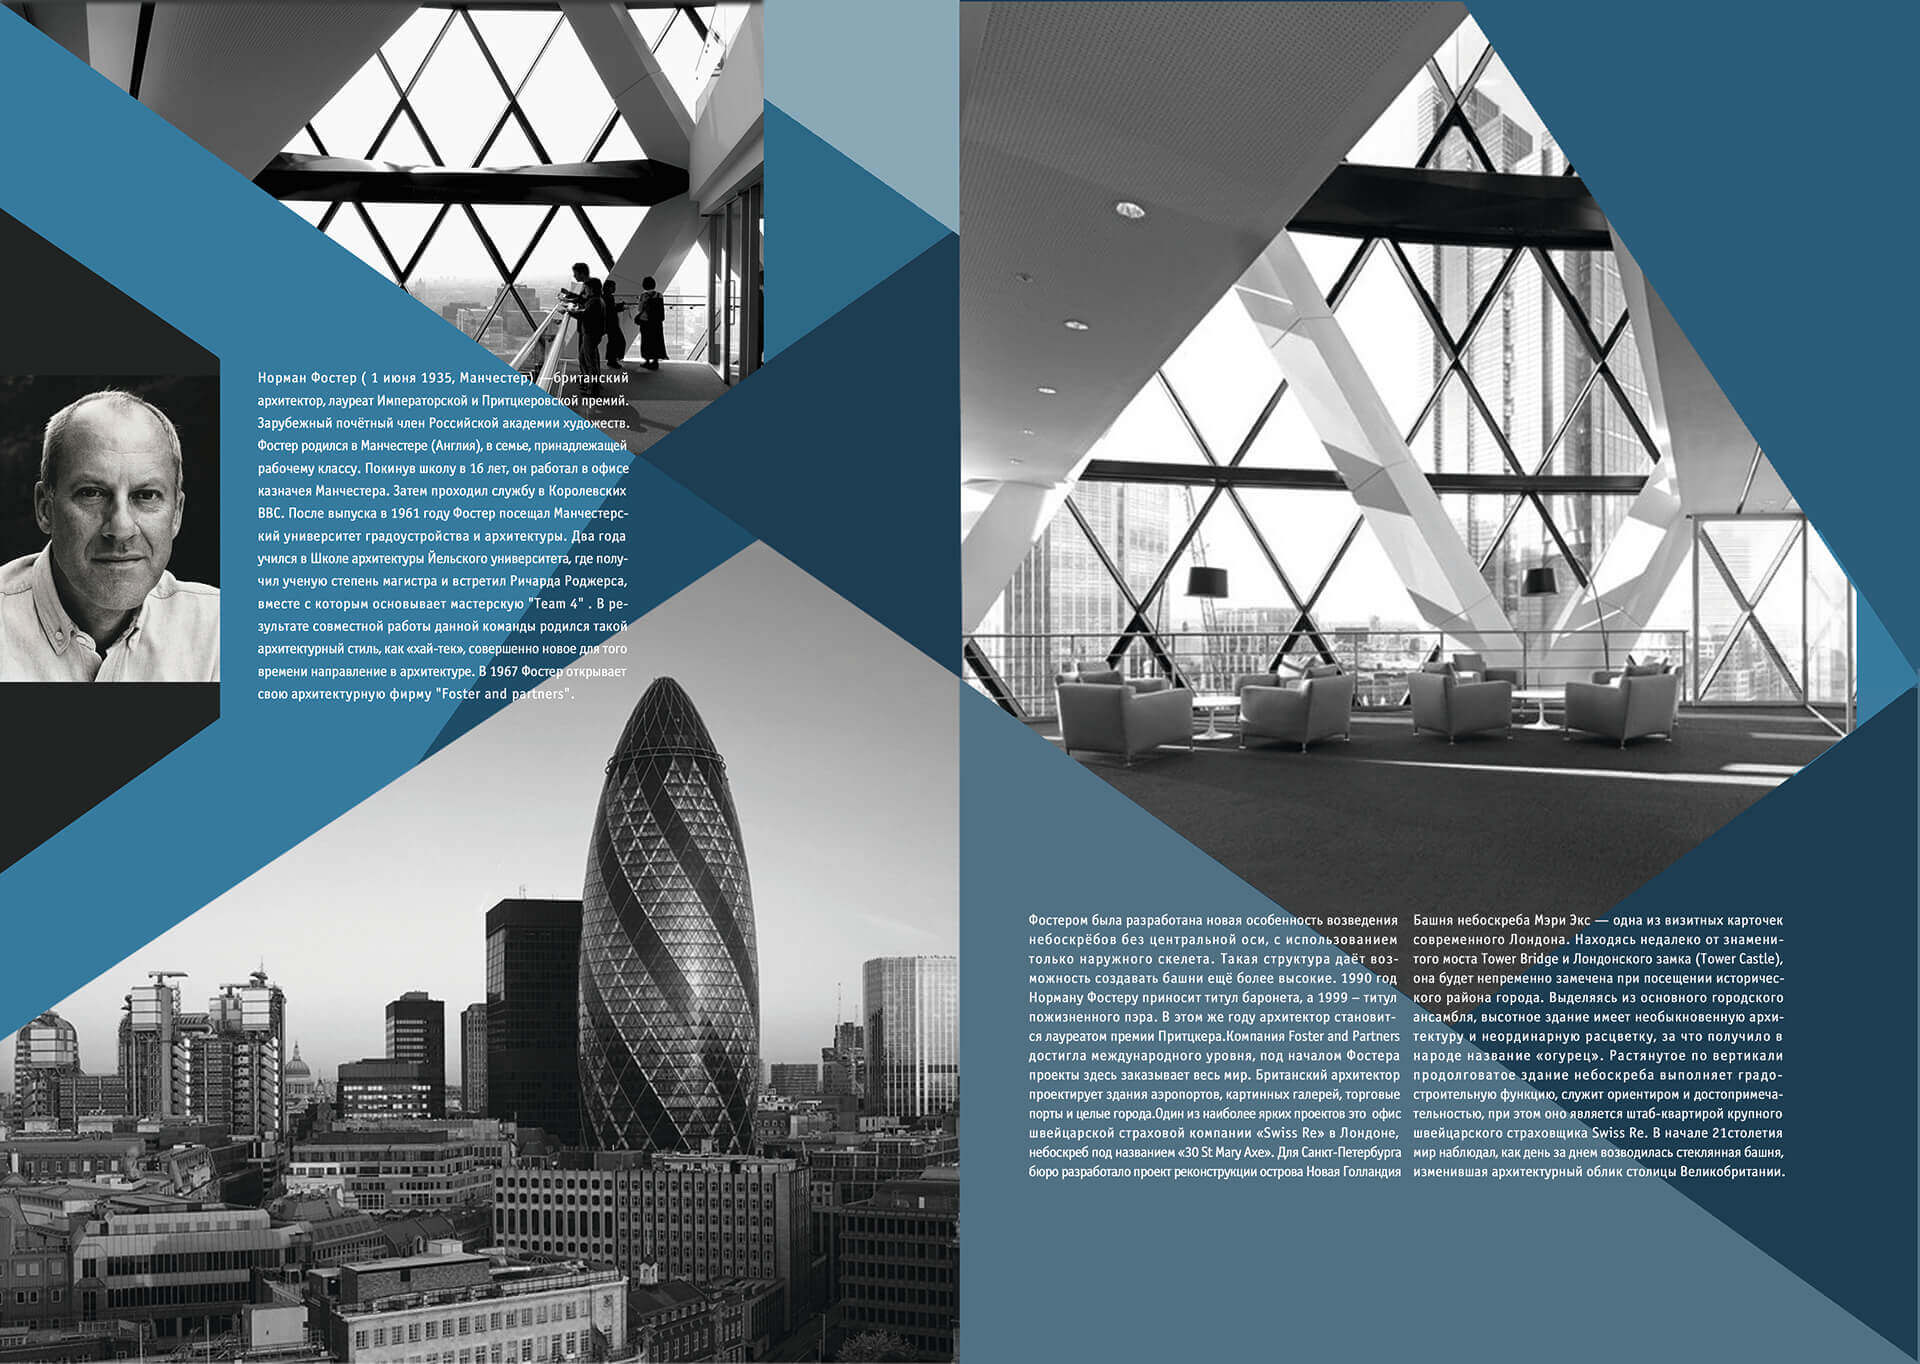 Норман Фостер ( 1 июня 1935, Манчестер) —британский
архитектор, лауреат Императорской и Притцкеровской премий.
Зарубежный почётный член Российской академии художеств.
Фостер родился в Манчестере (Англия), в семье, принадлежащей
рабочему классу. Покинув школу в 16 лет, он работал в офисе
казначея Манчестера. Затем проходил службу в Королевских
ВВС. После выпуска в 1961 году Фостер посещал Манчестерс-
кий университет градоустройства и архитектуры. Два года
учился в Школе архитектуры Йельского университета, где полу-
чил ученую степень магистра и встретил Ричарда Роджерса,
вместе с которым основывает мастерскую "Team 4" . В ре-
зультате совместной работы данной команды родился такой
архитектурный стиль, как «хай-тек», совершенно новое для того
времени направление в архитектуре. В 1967 Фостер открывает
свою архитектурную фирму "Foster and partners".
Фостером была разработана новая особенность возведения
небоскрёбов без центральной оси, с использованием
только наружного скелета. Такая структура даёт воз-
можность создавать башни ещё более высокие. 1990 год
Норману Фостеру приносит титул баронета, а 1999 – титул
пожизненного пэра. В этом же году архитектор становит-
ся лауреатом премии Притцкера.Компания Foster and Partners
достигла международного уровня, под началом Фостера
проекты здесь заказывает весь мир. Британский архитектор
проектирует здания аэропортов, картинных галерей, торговые
порты и целые города.Один из наиболее ярких проектов это офис
швейцарской страховой компании «Swiss Re» в Лондоне,
небоскреб под названием «30 St Mary Axe». Для Санкт-Петербурга
бюро разработало проект реконструкции острова Новая Голландия
Башня небоскреба Мэри Экс — одна из визитных карточек
современного Лондона. Находясь недалеко от знамени-
того моста Tower Bridge и Лондонского замка (Tower Castle),
она будет непременно замечена при посещении историчес-
кого района города. Выделяясь из основного городского
ансамбля, высотное здание имеет необыкновенную архи-
тектуру и неординарную расцветку, за что получило в
народе название «огурец». Растянутое по вертикали
продолговатое здание небоскреба выполняет градо-
строительную функцию, служит ориентиром и достопримеча-
тельностью, при этом оно является штаб-квартирой крупного
швейцарского страховщика Swiss Re. В начале 21столетия
мир наблюдал, как день за днем возводилась стеклянная башня,
изменившая архитектурный облик столицы Великобритании.